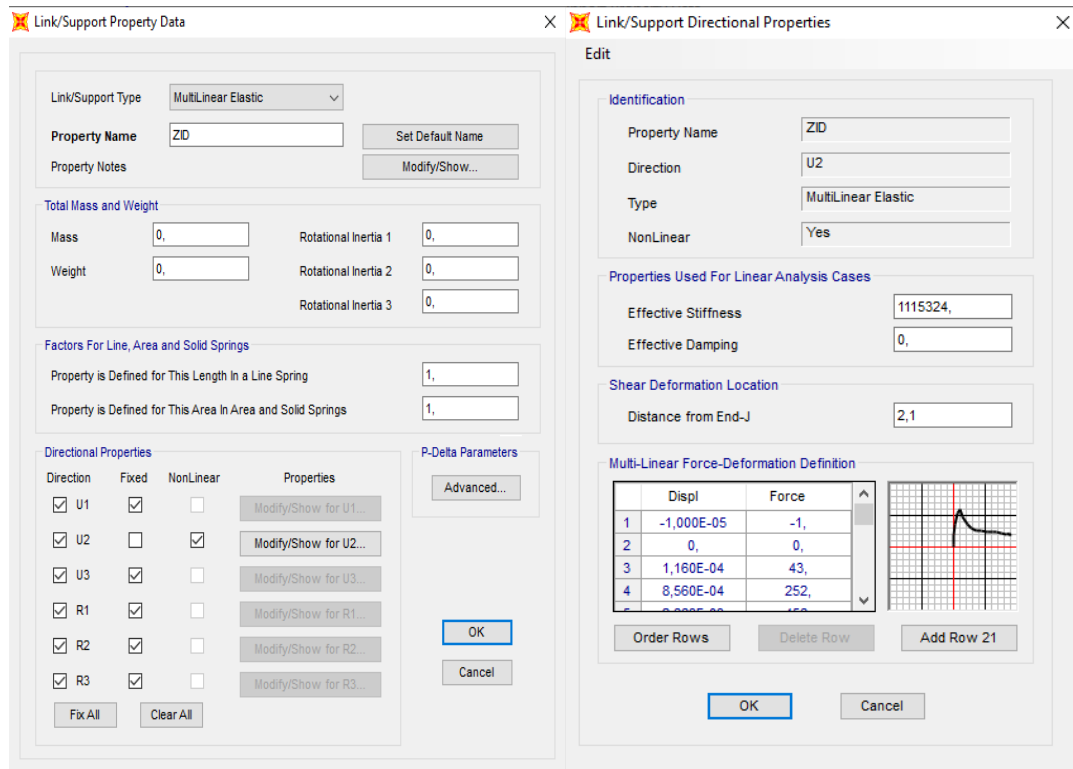 Link/Support Property Data
Link/Support Type MultiLinear Elastic
Property Name ZID Set Default Name
Property Notes Modify/Show...
Total Mass and Weight
Mass 0, Rotational Inertia 1 0,
Weight 0, Rotational Inertia 2 0,
Rotational Inertia 3 0,
Factors For Line, Area and Solid Springs
Property is Defined for This Length In a Line Spring 1,
Property is Defined for This Area In Area and Solid Springs 1,
Directional Properties
Direction Fixed NonLinear Properties
U1 Modify/Show for U1...
U2 Modify/Show for U2...
U3 Modify/Show for U3...
R1 Modify/Show for R1...
R2 Modify/Show for R2...
R3 Modify/Show for R3...
Fix All Clear All
P-Delta Parameters
Advanced...
OK
Cancel
Link/Support Directional Properties
Edit
Identification
Property Name ZID
Direction U2
Type MultiLinear Elastic
NonLinear Yes
Properties Used For Linear Analysis Cases
Effective Stiffness 1115324,
Effective Damping 0,
Shear Deformation Location
Distance from End-J 2,1
Multi-Linear Force-Deformation Definition
Displ Force
1 -1,000E-05 -1,
2 0, 0,
3 1,160E-04 43,
4 8,560E-04 252,
Order Rows Delete Row Add Row 21
OK Cancel